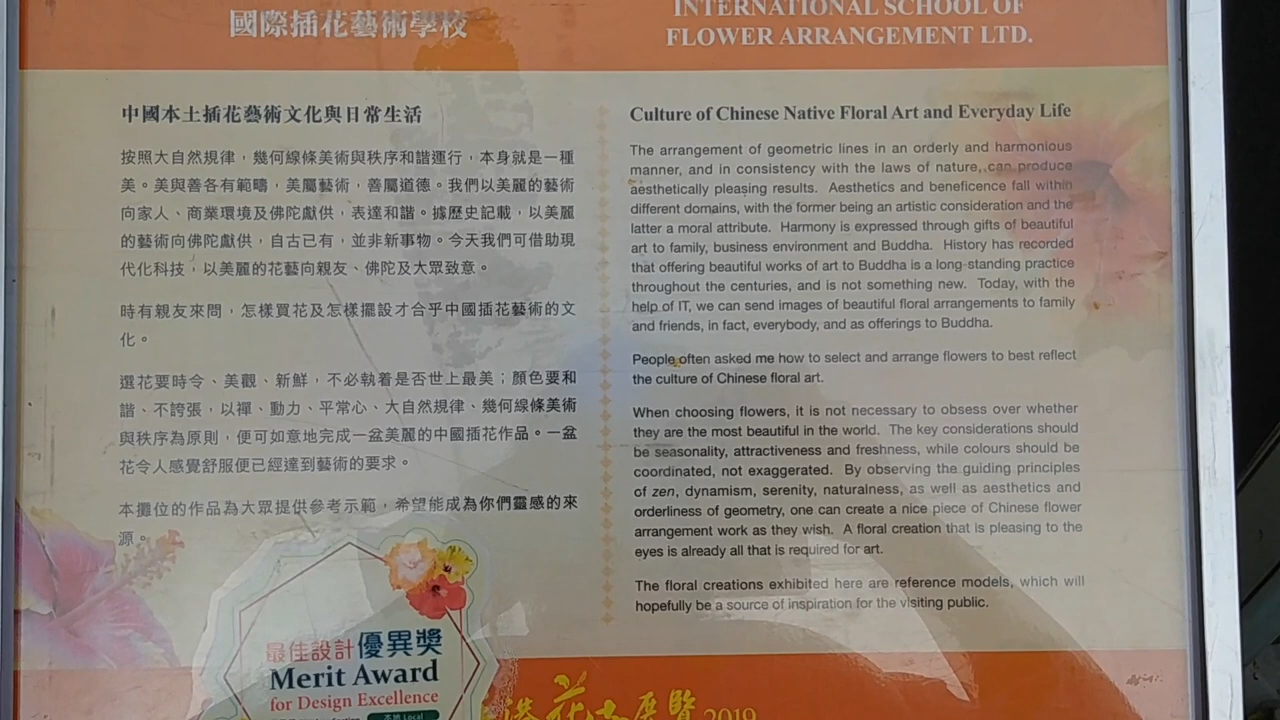 國際插花藝術學校
INTERNATIONAL SCHOOL OF
FLOWER ARRANGEMENT LTD.
中國本土插花藝術文化與日常生活
按照大自然規律，幾何線條美術與秩序和諧運行，本身就是一種
美。美與善各有範疇，美屬藝術，善屬道德。我們以美麗的藝術
向家人、商業環境及佛陀獻供，表達和諧。據歷史記載，以美麗
的藝術向佛陀獻供，自古已有，並非新事物。今天我們可借助現
代化科技，以美麗的花藝向親友、佛陀及大眾致意。
時有親友來問，怎樣買花及怎樣擺設才合乎中國插花藝術的文
化。
選花要時令、美觀、新鮮，不必執着是否世上最美；顏色要和
諧、不誇張，以禪、動力、平常心、大自然規律、幾何線條美術
與秩序為原則，便可如意地完成一盆美麗的中國插花作品。一盆
花令人感覺舒服便已經達到藝術的要求。
本攤位的作品為大眾提供參考示範，希望能成為你們靈感的來
源。
Culture of Chinese Native Floral Art and Everyday Life
The arrangement of geometric lines in an orderly and harmonious
manner, and in consistency with the laws of nature, can produce
aesthetically pleasing results. Aesthetics and beneficence fall within
different domains, with the former being an artistic consideration and the
latter a moral attribute. Harmony is expressed through gifts of beautiful
art to family, business environment and Buddha. History has recorded
that offering beautiful works of art to Buddha is a long-standing practice
throughout the centuries, and is not something new. Today, with the
help of IT, we can send images of beautiful floral arrangements to family
and friends, in fact, everybody, and as offerings to Buddha.
People often asked me how to select and arrange flowers to best reflect
the culture of Chinese floral art.
When choosing flowers, it is not necessary to obsess over whether
they are the most beautiful in the world. The key considerations should
be seasonality, attractiveness and freshness, while colours should be
coordinated, not exaggerated. By observing the guiding principles
of zen, dynamism, serenity, naturalness, as well as aesthetics and
orderliness of geometry, one can create a nice piece of Chinese flower
arrangement work as they wish. A floral creation that is pleasing to the
eyes is already all that is required for art.
The floral creations exhibited here are reference models, which will
hopefully be a source of inspiration for the visiting public.
最佳設計優異獎
Merit Award
for Design Excellence
本地 Local
港花卉展覽 2019